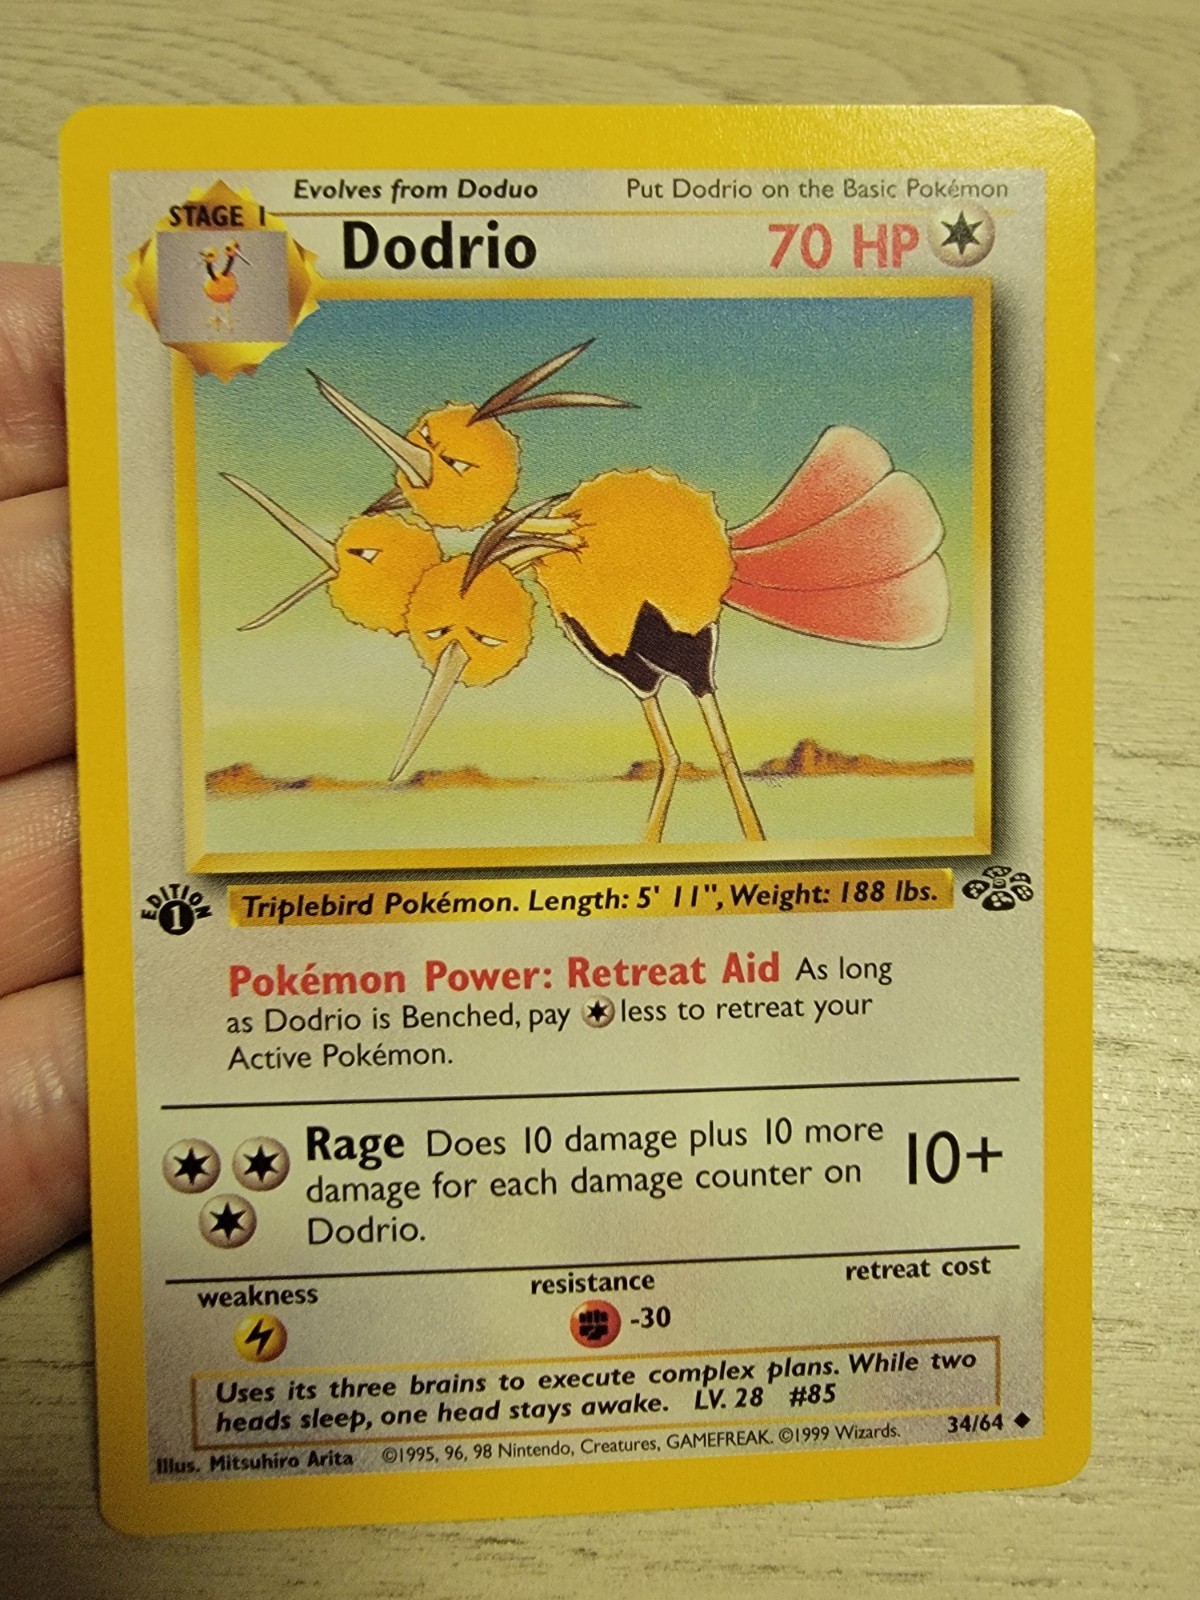 Evolves from Doduo Put Dodrio on the Basic Pokémon
STAGE 1
Dodrio 70 HP
EDITION
1
Triplebird Pokémon. Length: 5' 11", Weight: 188 lbs.
Pokémon Power: Retreat Aid As long
as Dodrio is Benched, pay less to retreat your
Active Pokémon.
Rage Does 10 damage plus 10 more
damage for each damage counter on
Dodrio.
10+
weakness resistance retreat cost
-30
Uses its three brains to execute complex plans. While two
heads sleep, one head stays awake. LV. 28 #85
Illus. Mitsuhiro Arita ©1995, 96, 98 Nintendo, Creatures, GAMEFREAK. ©1999 Wizards. 34/64